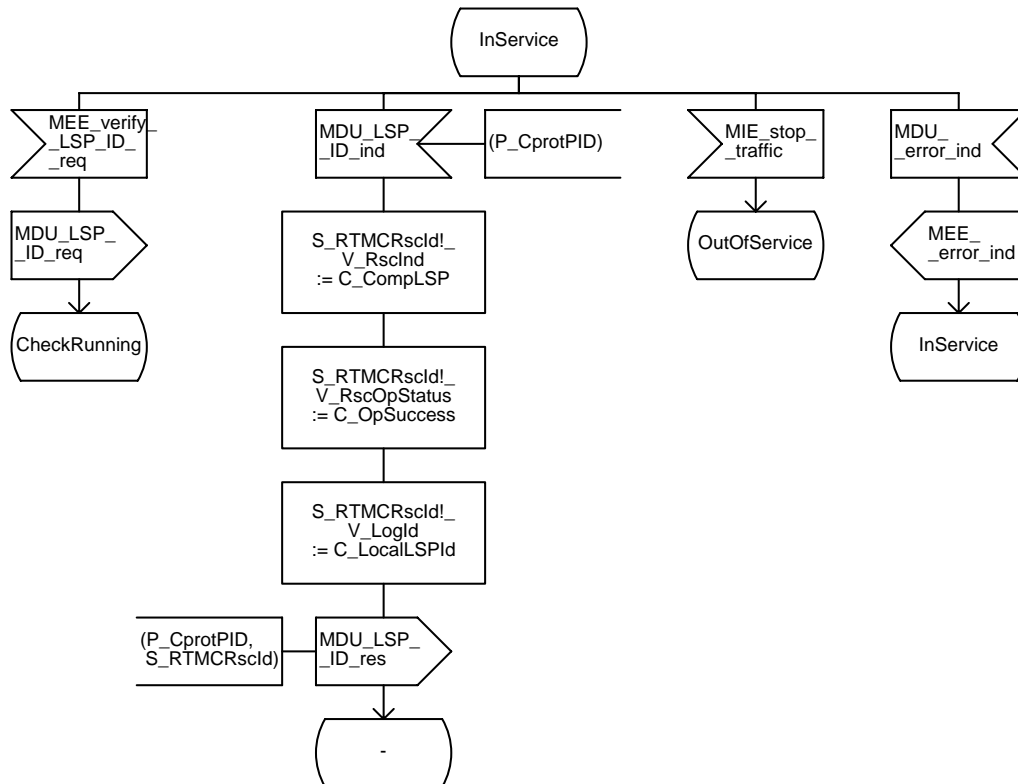 InService
MEE_verify_
_LSP_ID_
_req
MDU_LSP_
_ID_req
CheckRunning
MDU_LSP_
_ID_ind
(P_CprotPID)
S_RTMCRscId!_
V_RscInd
:= C_CompLSP
S_RTMCRscId!_
V_RscOpStatus
:= C_OpSuccess
S_RTMCRscId!_
V_LogId
:= C_LocalLSPId
(P_CprotPID,
S_RTMCRscId)
MDU_LSP_
_ID_res
-
MIE_stop_
_traffic
OutOfService
MDU_
_error_ind
MEE_
_error_ind
InService